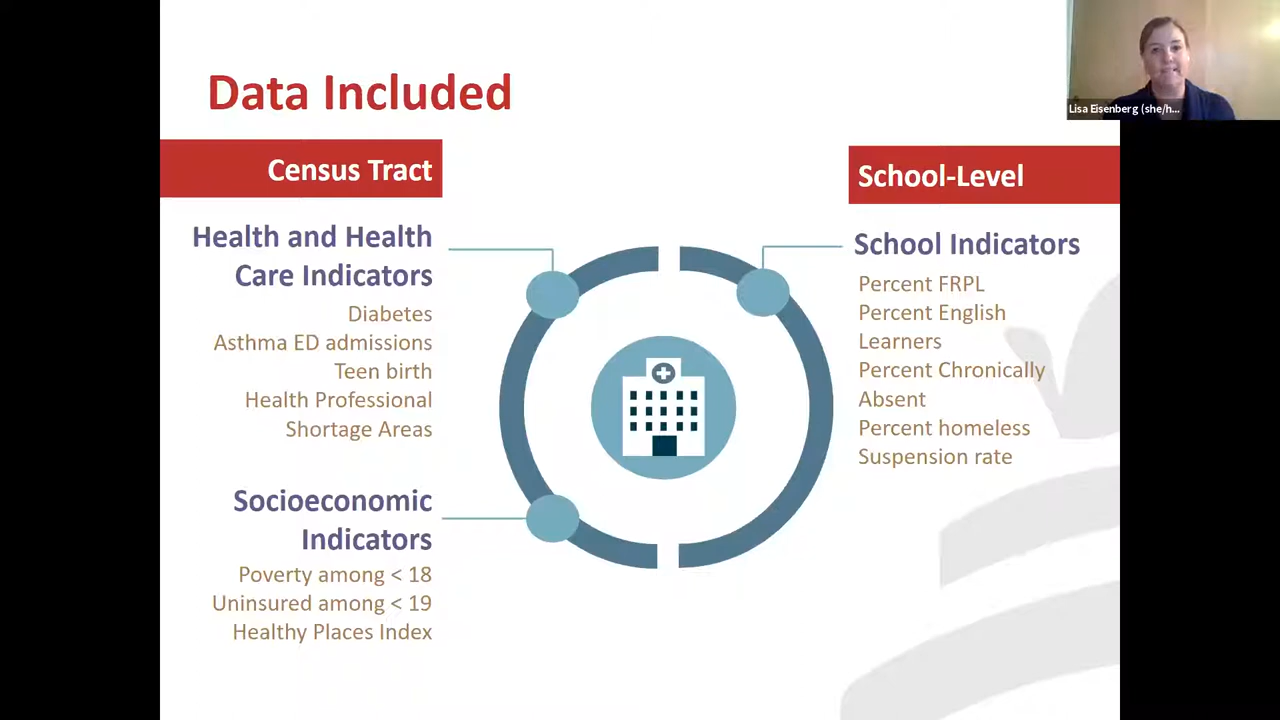 Data Included
Lisa Eisenberg (she/h...
Census Tract
Health and Health
Care Indicators
Diabetes
Asthma ED admissions
Teen birth
Health Professional
Shortage Areas
Socioeconomic
Indicators
Poverty among < 18
Uninsured among < 19
Healthy Places Index
School-Level
School Indicators
Percent FRPL
Percent English
Learners
Percent Chronically
Absent
Percent homeless
Suspension rate